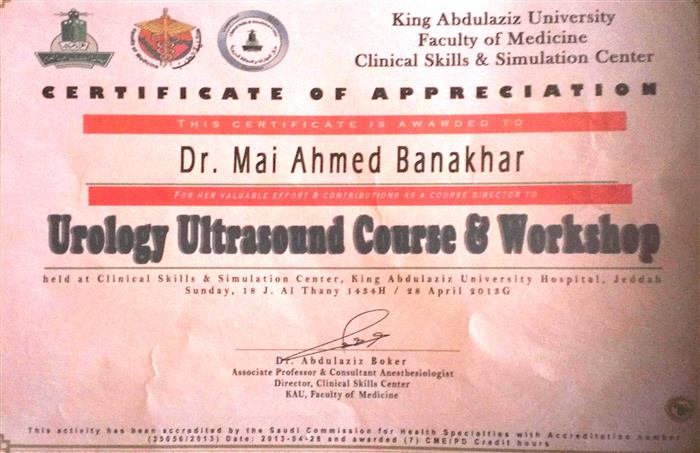 King Abdulaziz University
Faculty of Medicine
Clinical Skills & Simulation Center
CERTIFICATE OF APPRECIATION
THIS CERTIFICATE IS AWARDED TO
Dr. Mai Ahmed Banakhar
FOR HER VALUABLE EFFORT & CONTRIBUTIONS AS A COURSE DIRECTOR TO
Urology Ultrasound Course & Workshop
held at Clinical Skills & Simulation Center, King Abdulaziz University Hospital, Jeddah
Sunday, 18 J. Al Thany 1434H / 28 April 2013G
Dr. Abdulaziz Boker
Associate Professor & Consultant Anesthesiologist
Director, Clinical Skills Center
KAU, Faculty of Medicine
This activity has been accredited by the Saudi Commission for Health Specialties with Accreditation number
(35656/2013) Date: 2013-04-28 and awarded (7) CME/PD Credit hours